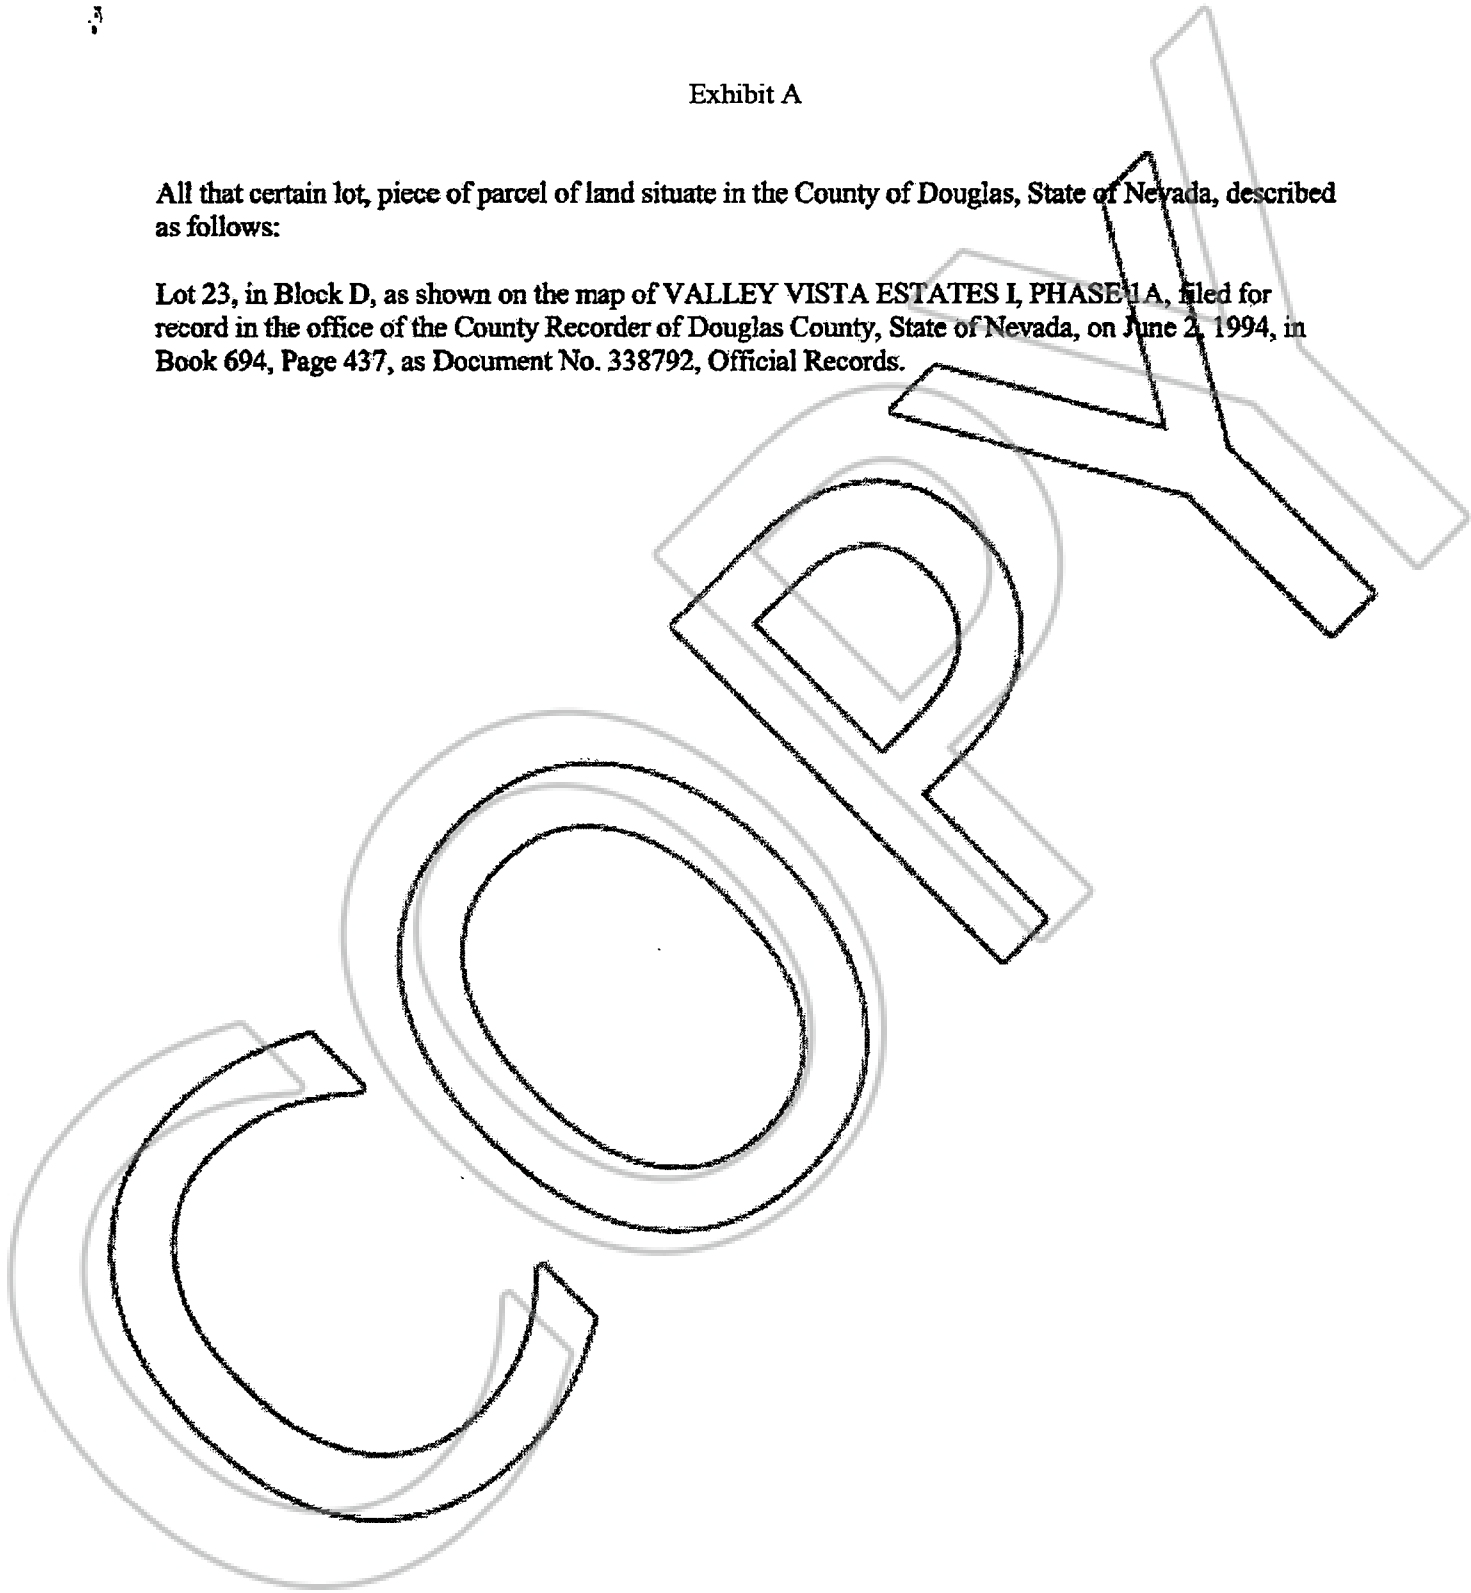 Exhibit A
All that certain lot, piece of parcel of land situate in the County of Douglas, State of Nevada, described
as follows:
Lot 23, in Block D, as shown on the map of VALLEY VISTA ESTATES I, PHASE 1A, filed for
record in the office of the County Recorder of Douglas County, State of Nevada, on June 2, 1994, in
Book 694, Page 437, as Document No. 338792, Official Records.
COPY
COPY